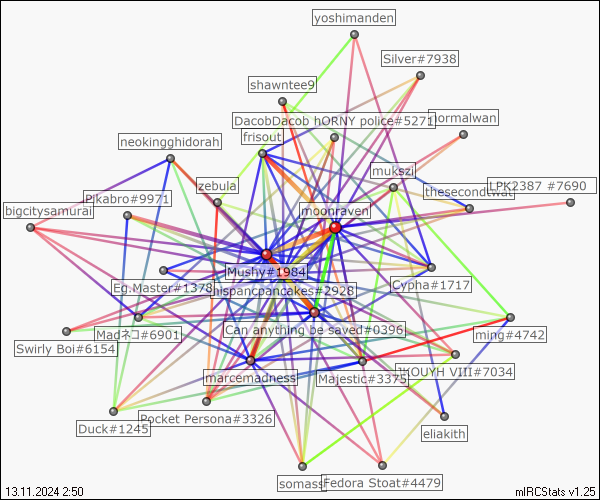 yoshimanden
Silver#7938
shawntee9
DacobDacob hORNY police#5271
normalwan
frisout
neokingghidorah
mukszi
zebula
thesecondtwat
LPK2387 #7690
Pikabro#9971
bigcitysamurai
moonraven
Mushy#1984
Cypha#1717
Eg.Master#1378
hispancpancakes#2928
Can anything be saved#0396
Madネコ#6901
ming#4742
Swirly Boi#6154
marcemadness
Majestic#3375
VIII#7034
Pocket Persona#3326
Duck#1245
eliakith
somass
Fedora Stoat#4479
13.11.2024 2:50
mIRCStats v1.25